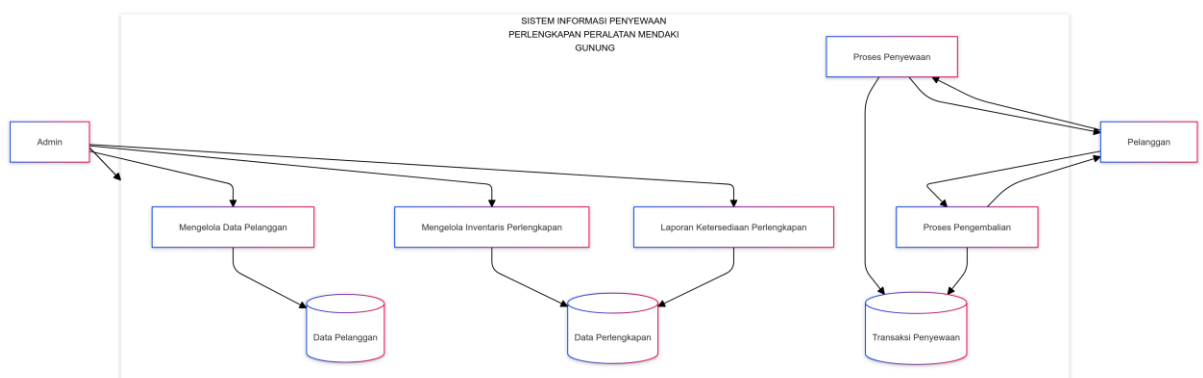 SISTEM INFORMASI PENYEWAAN
PERLENGKAPAN PERALATAN MENDAKI
GUNUNG
Proses Penyewaan
Admin
Pelanggan
Mengelola Data Pelanggan
Mengelola Inventaris Perlengkapan
Laporan Ketersediaan Perlengkapan
Proses Pengembalian
Data Pelanggan
Data Perlengkapan
Transaksi Penyewaan